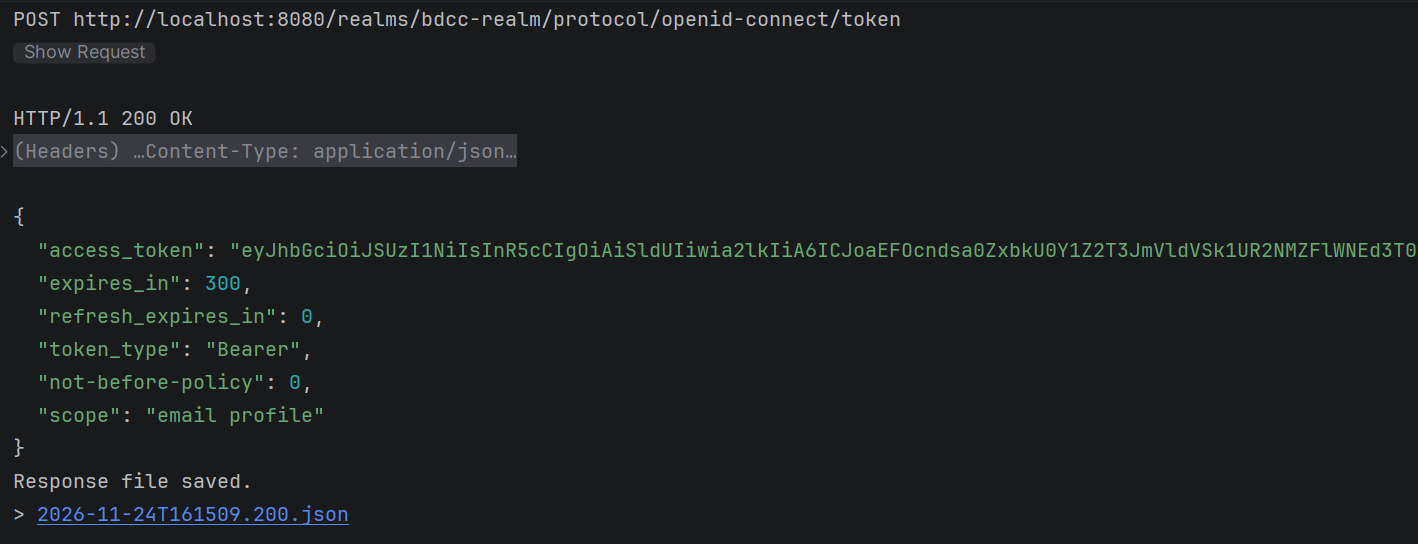 POST http://localhost:8080/realms/bdcc-realm/protocol/openid-connect/token
Show Request
HTTP/1.1 200 OK
(Headers) …Content-Type: application/json…
{
"access_token": "eyJhbGciOiJSUzI1NiIsInR5cCIgOiAiSldUIiwia2lkIiA6ICJoaEFOcndsa0ZxbkU0Y1Z2T3JmVldVSk1UR2NMZFlWNEd3T0
"expires_in": 300,
"refresh_expires_in": 0,
"token_type": "Bearer",
"not-before-policy": 0,
"scope": "email profile"
}
Response file saved.
> 2026-11-24T161509.200.json